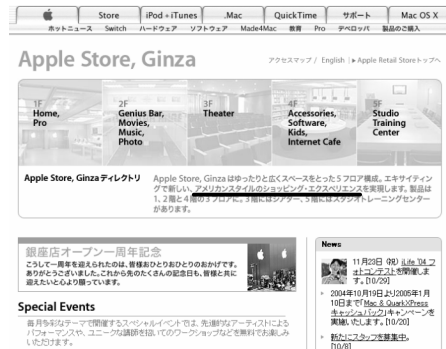 Store iPod + iTunes .Mac QuickTime サポート Mac OS X
ホットニュース Switch ハードウェア ソフトウェア Made4Mac 教育 Pro デベロッパ 製品のご購入
Apple Store, Ginza
アクセスマップ / English | ▶Apple Retail Storeトップへ
1F
Home,
Pro
2F
Genius Bar,
Movies,
Music,
Photo
3F
Theater
4F
Accessories,
Software,
Kids,
Internet Cafe
5F
Studio
Training
Center
Apple Store, Ginzaディレクトリ
Apple Store, Ginza はゆったりと広くスペースをとった5フロア構成。エキサイティン
グで新しい、アメリカンスタイルのショッピング・エクスペリエンスを実現します。製品は
1、2階と4階の3フロアに。3階にはシアター、5階にはスタジオトレーニングセンター
があります。
銀座店オープン一周年記念
こうして一周年を迎えられたのは、皆様おひとりおひとりのおかげです。
ありがとうございました。これから先のたくさんの記念日も、皆様と共に
迎えたいと心より願っています。
Special Events
毎月多彩なテーマで開催するスペシャルイベントでは、先進的なアーティストによる
パフォーマンスや、ユニークな講師を招いてのワークショップなどを無料でお楽しみ
いただけます。
News
11月23日(祝) iLife '04 フ
ォトコンテストを開催しま
す。[10/29]
2004年10月19日より2005年1月
10日まで「Mac & QuarkXPress
キャッシュバック」キャンペーンを
実施いたします。[10/20]
新たにスタッフを募集中。
[10/8]